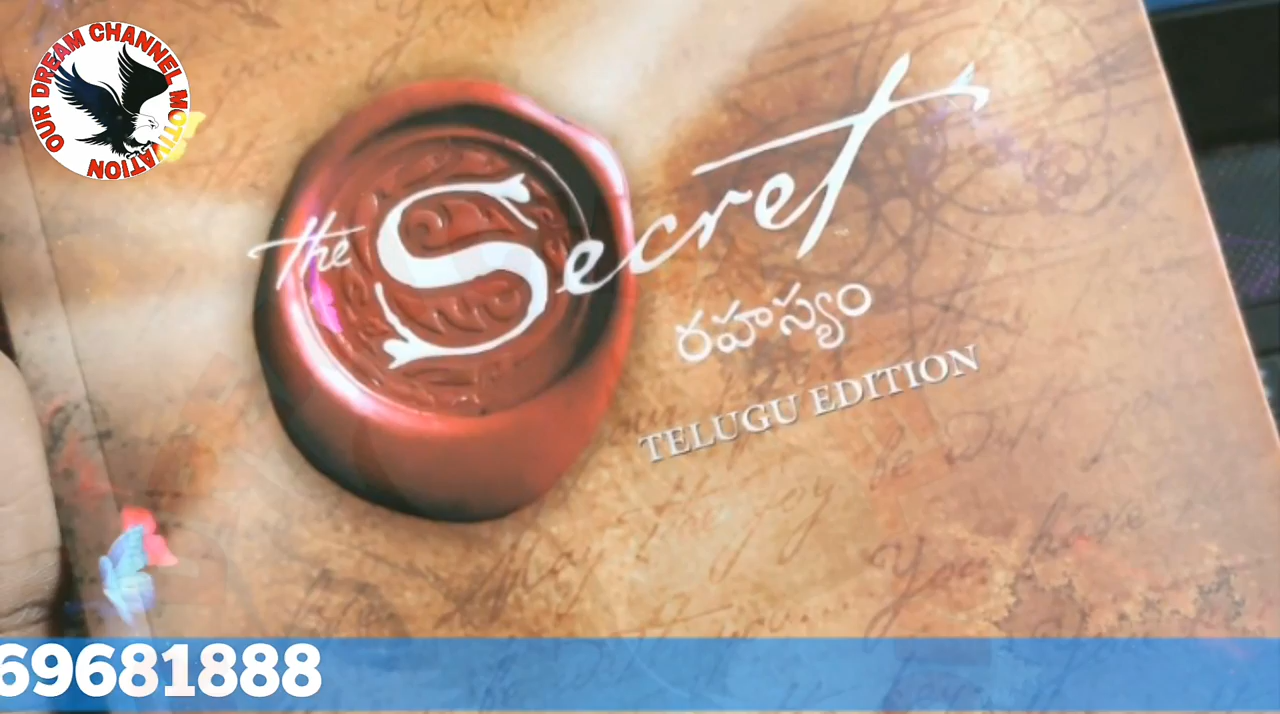 OUR DREAM CHANNEL MOTIVATION
the Secret
రహస్యం
TELUGU EDITION
69681888